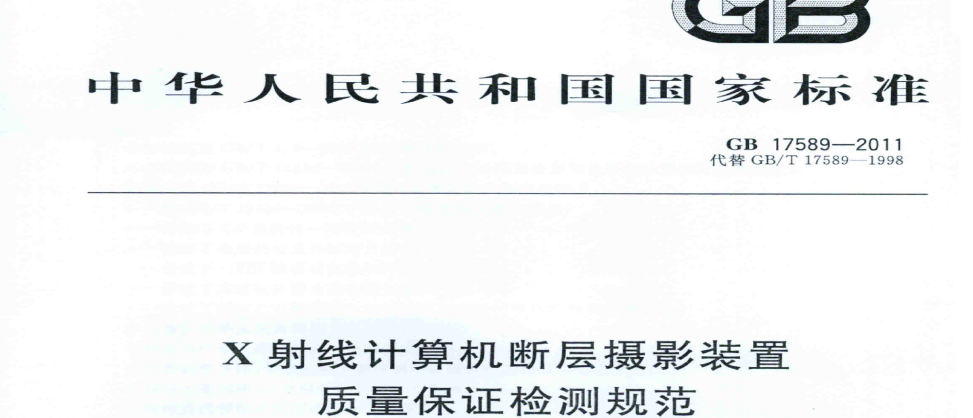 GB
中华人民共和国国家标准
GB 17589—2011
代替 GB/T 17589—1998
X射线计算机断层摄影装置
质量保证检测规范